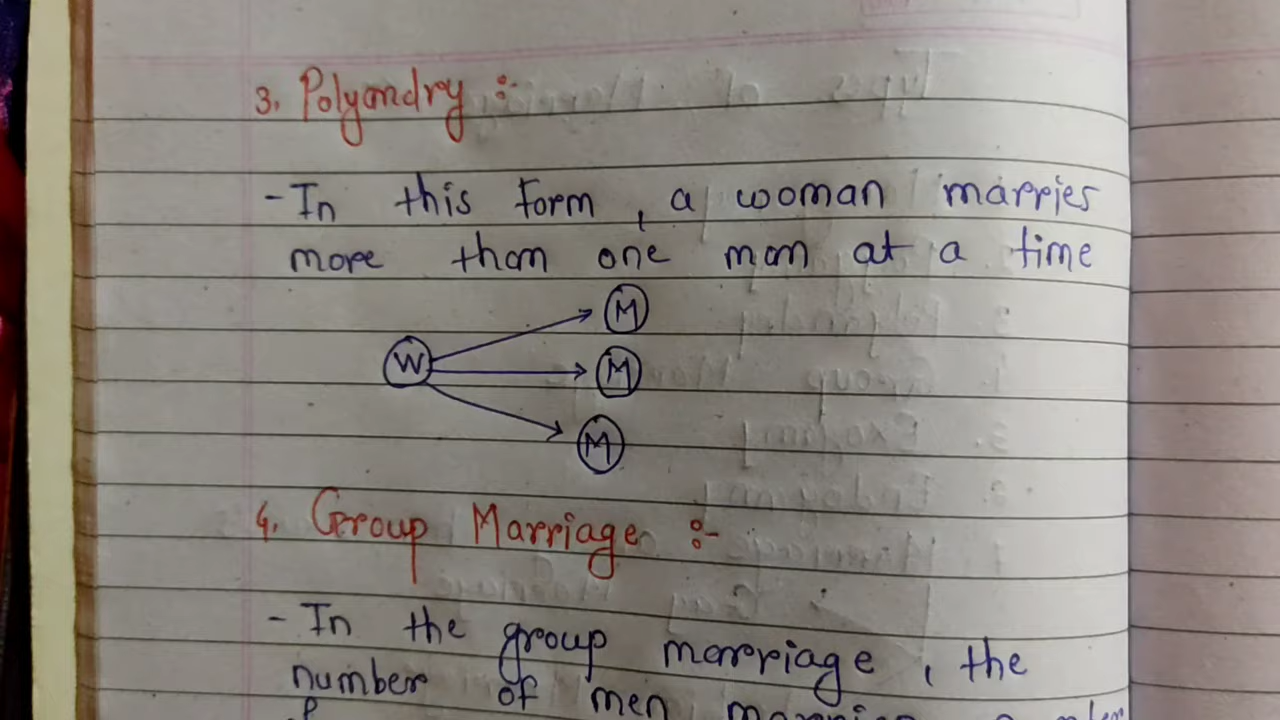 3. Polyandry :-
- In this form , a woman marries
more than one man at a time
M
W
M
M
4. Group Marriage :-
- In the group marriage , the
number of men